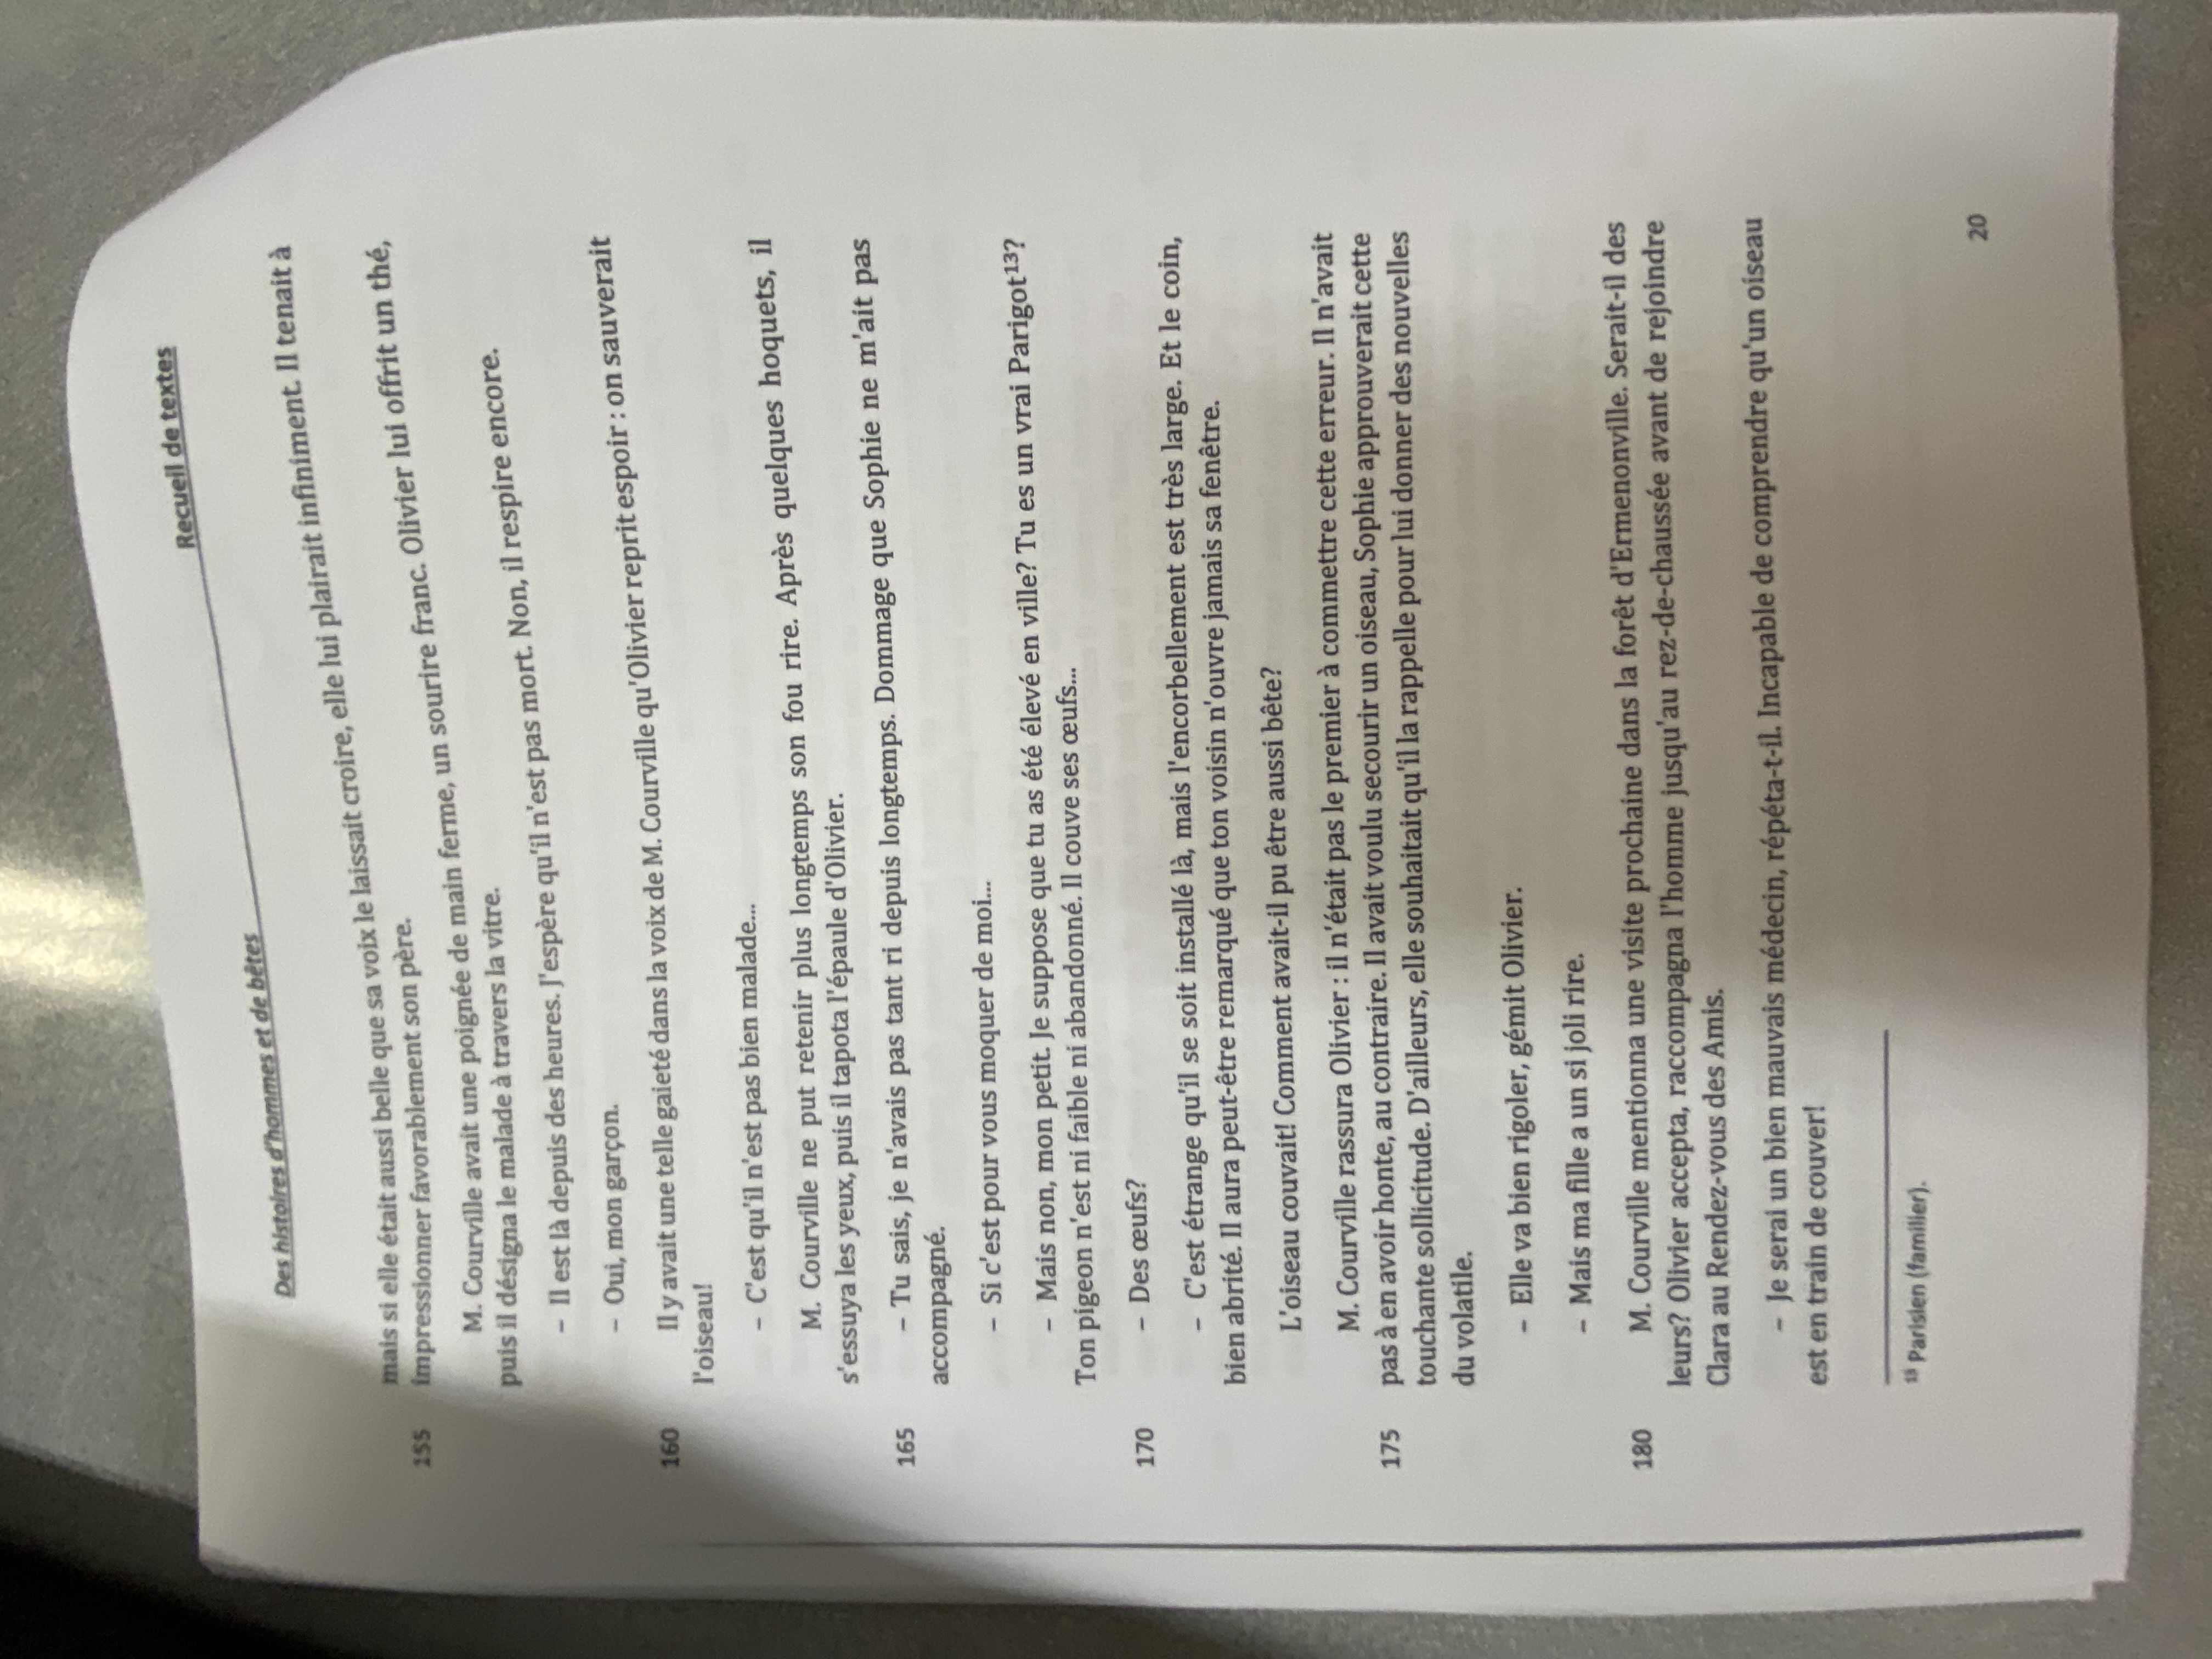 Recueil de textes
Des histoires d'hommes et de bêtes
mais si elle était aussi belle que sa voix le laissait croire, elle lui plairait infiniment. Il tenait à
155 impressionner favorablement son père.
M. Courville avait une poignée de main ferme, un sourire franc. Olivier lui offrit un thé,
puis il désigna le malade à travers la vitre.
– Il est là depuis des heures. J'espère qu'il n'est pas mort. Non, il respire encore.
– Oui, mon garçon.
160 Il y avait une telle gaieté dans la voix de M. Courville qu'Olivier reprit espoir : on sauverait
l'oiseau!
– C'est qu'il n'est pas bien malade...
M. Courville ne put retenir plus longtemps son fou rire. Après quelques hoquets, il
s'essuya les yeux, puis il tapota l'épaule d'Olivier.
165 – Tu sais, je n'avais pas tant ri depuis longtemps. Dommage que Sophie ne m'ait pas
accompagné.
– Si c'est pour vous moquer de moi...
– Mais non, mon petit. Je suppose que tu as été élevé en ville? Tu es un vrai Parigot¹³?
Ton pigeon n'est ni faible ni abandonné. Il couve ses œufs...
170 – Des œufs?
– C'est étrange qu'il se soit installé là, mais l'encorbellement est très large. Et le coin,
bien abrité. Il aura peut-être remarqué que ton voisin n'ouvre jamais sa fenêtre.
L'oiseau couvait! Comment avait-il pu être aussi bête?
M. Courville rassura Olivier : il n'était pas le premier à commettre cette erreur. Il n'avait
175 pas à en avoir honte, au contraire. Il avait voulu secourir un oiseau, Sophie approuverait cette
touchante sollicitude. D'ailleurs, elle souhaitait qu'il la rappelle pour lui donner des nouvelles
du volatile.
– Elle va bien rigoler, gémit Olivier.
– Mais ma fille a un si joli rire.
180 M. Courville mentionna une visite prochaine dans la forêt d'Ermenonville. Serait-il des
leurs? Olivier accepta, raccompagna l'homme jusqu'au rez-de-chaussée avant de rejoindre
Clara au Rendez-vous des Amis.
– Je serai un bien mauvais médecin, répéta-t-il. Incapable de comprendre qu'un oiseau
est en train de couver!
¹³ Parisien (familier).
20